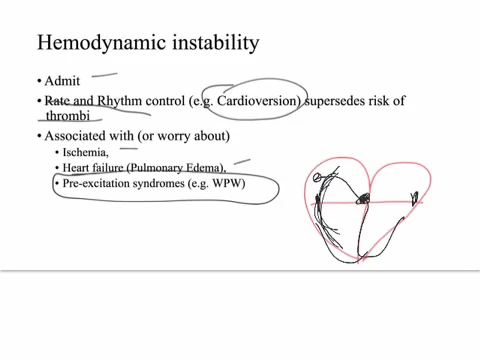 Hemodynamic instability
• Admit
• Rate and Rhythm control (e.g. Cardioversion) supersedes risk of
thrombi
• Associated with (or worry about)
• Ischemia,
• Heart failure (Pulmonary Edema),
• Pre-excitation syndromes (e.g. WPW)